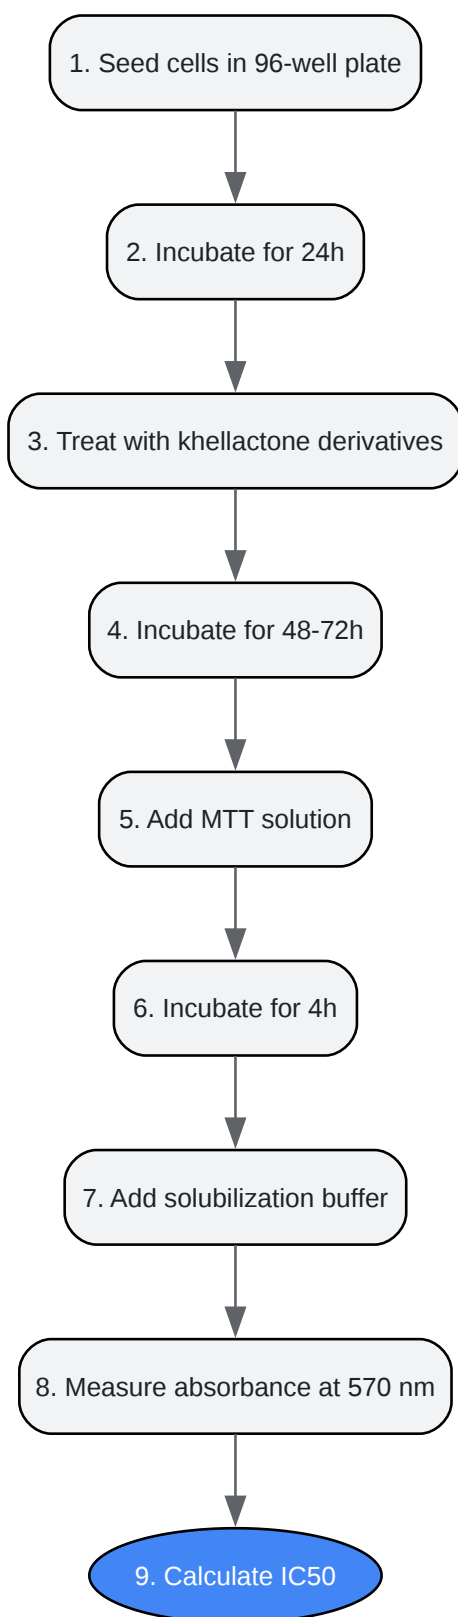 1. Seed cells in 96-well plate
2. Incubate for 24h
3. Treat with khellactone derivatives
4. Incubate for 48-72h
5. Add MTT solution
6. Incubate for 4h
7. Add solubilization buffer
8. Measure absorbance at 570 nm
9. Calculate IC50